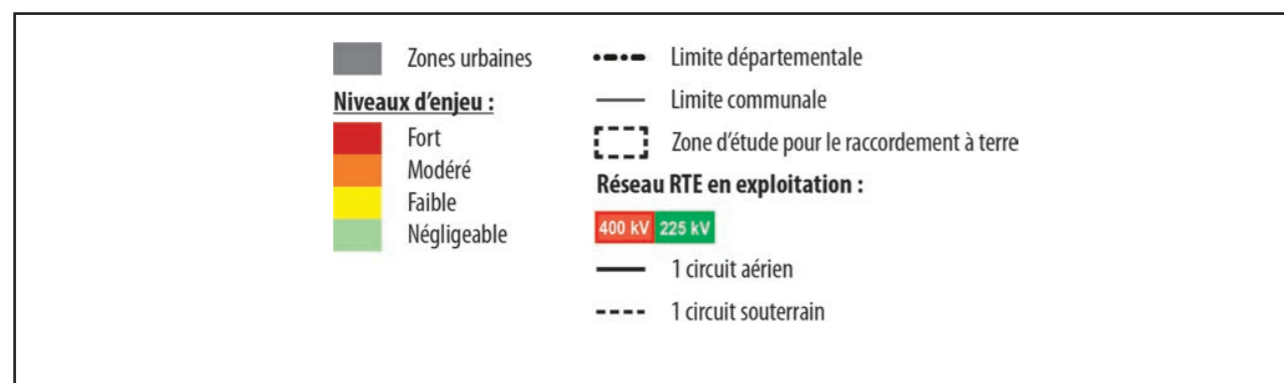 Zones urbaines
Niveaux d'enjeu :
Fort
Modéré
Faible
Négligeable
Limite départementale
Limite communale
Zone d'étude pour le raccordement à terre
Réseau RTE en exploitation :
400 kV 225 kV
1 circuit aérien
1 circuit souterrain